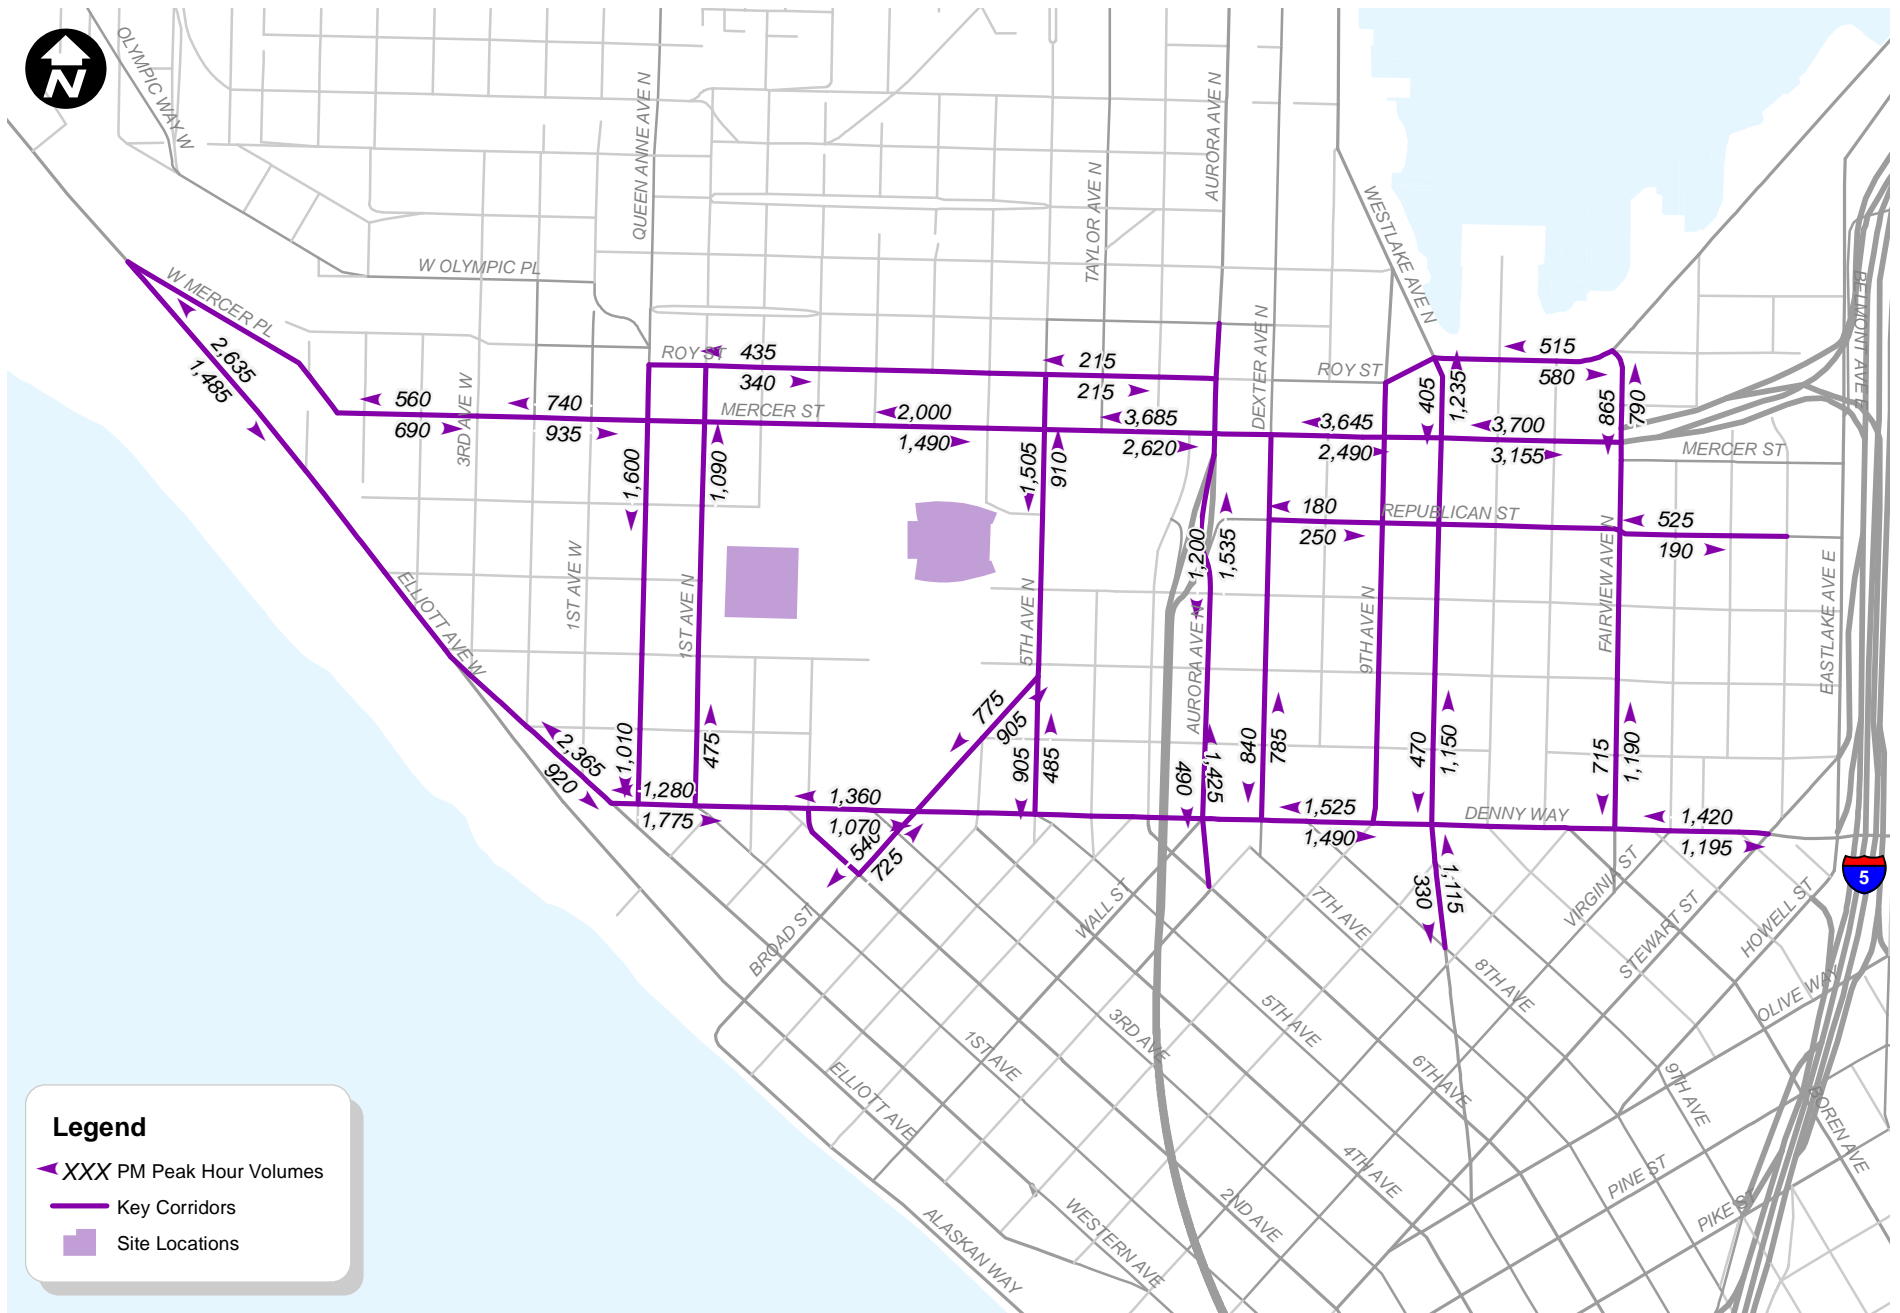 N
OLYMPIC WAY W
QUEEN ANNE AVE N
AURORA AVE N
TAYLOR AVE N
WESTLAKE AVE N
W OLYMPIC PL
W MERCER PL
BELMONT AVE E
DEXTER AVE N
2,635
1,485
ROY ST
435
340
215
215
ROY ST
515
580
405
1,235
865
790
3RD AVE W
560
690
740
935
MERCER ST
2,000
1,490
3,685
2,620
3,645
2,490
3,700
3,155
MERCER ST
1,600
1,090
1,505
910
180
250
REPUBLICAN ST
525
190
1,200
1,535
ELLIOTT AVE W
1ST AVE W
1ST AVE N
5TH AVE N
AURORA AVE N
9TH AVE N
FAIRVIEW AVE N
EASTLAKE AVE E
775
905
2,365
920
1,010
475
905
485
490
1,425
840
785
470
1,150
715
1,190
1,280
1,775
1,360
1,070
540
725
1,525
1,490
DENNY WAY
1,420
1,195
5
330
1,115
BROAD ST
WALL ST
7TH AVE
VIRGINIA ST
STEWART ST
HOWELL ST
8TH AVE
OLIVE WAY
1ST AVE
3RD AVE
5TH AVE
6TH AVE
9TH AVE
BOREN AVE
ELLIOTT AVE
4TH AVE
PINE ST
PIKE ST
2ND AVE
WESTERN AVE
ALASKAN WAY
Legend
XXX PM Peak Hour Volumes
Key Corridors
Site Locations